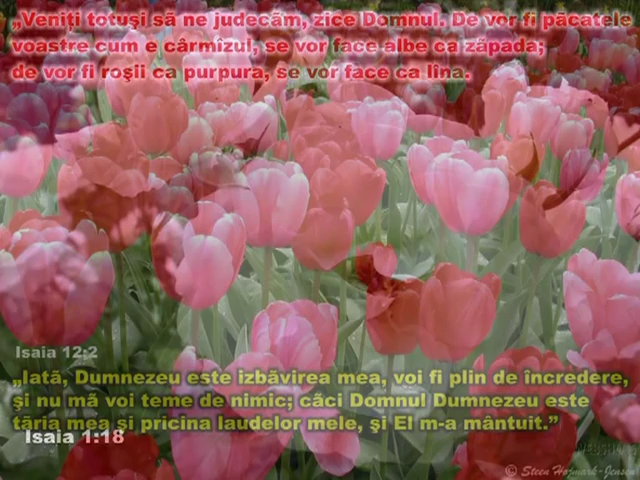 „Veniţi totuşi să ne judecăm, zice Domnul. De vor fi păcatele
voastre cum e cârmîzul, se vor face albe ca zăpada;
de vor fi roşii ca purpura, se vor face ca lîna.
Isaia 12:2
„Iată, Dumnezeu este izbăvirea mea, voi fi plin de încredere,
şi nu mă voi teme de nimic; căci Domnul Dumnezeu este
tăria mea şi pricina laudelor mele, şi El m-a mântuit.”
Isaia 1:18
© Steen Højmark-Jensen